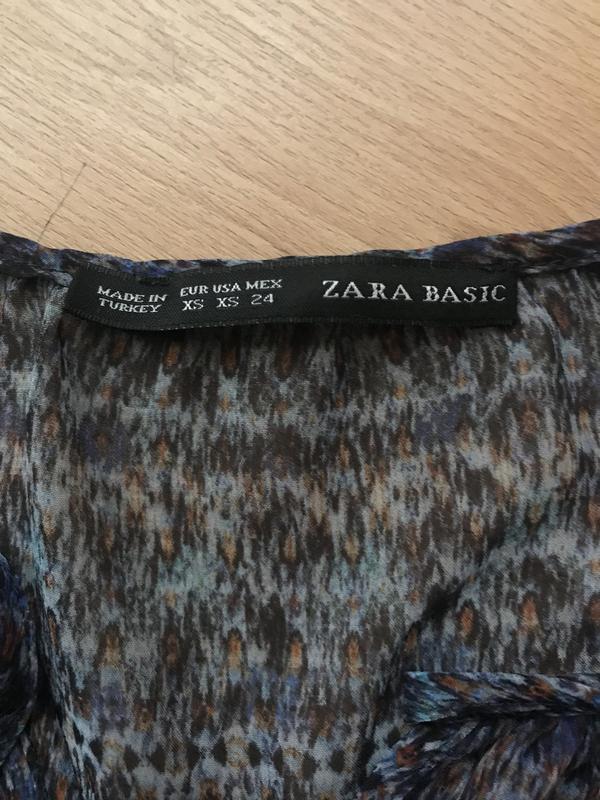 MADE IN
TURKEY
EUR USA MEX
XS XS 24
ZARA BASIC